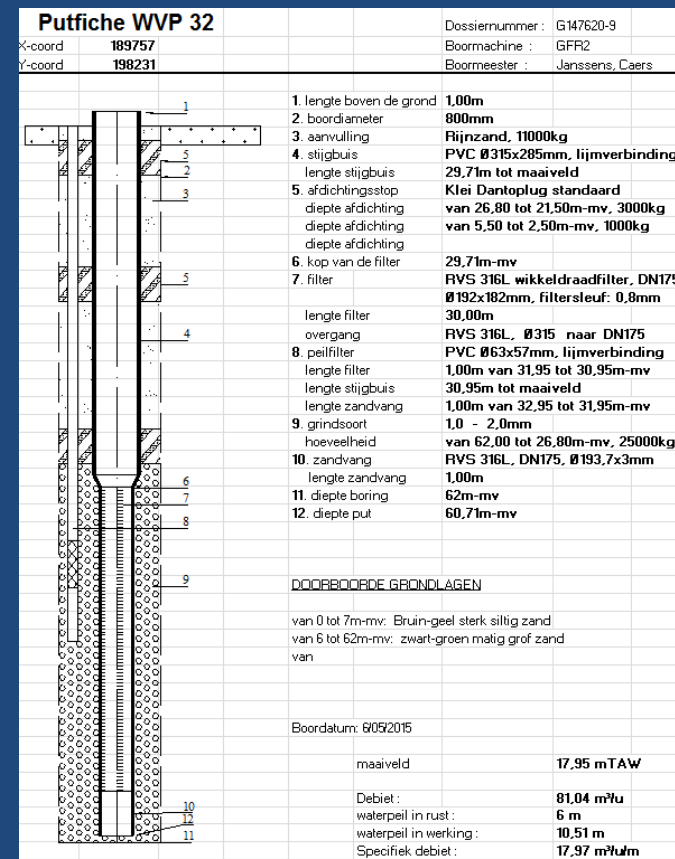 Putfiche WVP 32
Dossiernummer : G147620-9
X-coord 189757
Boormachine : GFR2
Y-coord 198231
Boormeester : Janssens, Caers
1. lengte boven de grond 1,00m
2. boordiameter 800mm
3. aanvulling Rijnzand, 11000kg
4. stijgbuis PVC Ø315x285mm, lijmverbinding
lengte stijgbuis 29,71m tot maaiveld
5. afdichtingsstop Klei Dantoplug standaard
diepte afdichting van 26,80 tot 21,50m-mv, 3000kg
diepte afdichting van 5,50 tot 2,50m-mv, 1000kg
diepte afdichting
6. kop van de filter 29,71m-mv
7. filter RVS 316L wikkeldraadfilter, DN175
Ø192x182mm, filtersleuf: 0,8mm
lengte filter 30,00m
overgang RVS 316L, Ø315 naar DN175
8. peilfilter PVC Ø63x57mm, lijmverbinding
lengte filter 1,00m van 31,95 tot 30,95m-mv
lengte stijgbuis 30,95m tot maaiveld
lengte zandvang 1,00m van 32,95 tot 31,95m-mv
9. grindsoort 1,0 - 2,0mm
hoeveelheid van 62,00 tot 26,80m-mv, 25000kg
10. zandvang RVS 316L, DN175, Ø193,7x3mm
lengte zandvang 1,00m
11. diepte boring 62m-mv
12. diepte put 60,71m-mv
DOORBOORDE GRONDLAGEN
van 0 tot 7m-mv: Bruin-geel sterk siltig zand
van 6 tot 62m-mv: zwart-groen matig grof zand
van
Boordatum: 6/05/2015
maaiveld 17,95 mTAW
Debiet : 81,04 m³/u
waterpeil in rust : 6 m
waterpeil in werking : 10,51 m
Specifiek debiet : 17,97 m³/u/m
1
5
2
3
5
4
6
7
8
9
10
12
11